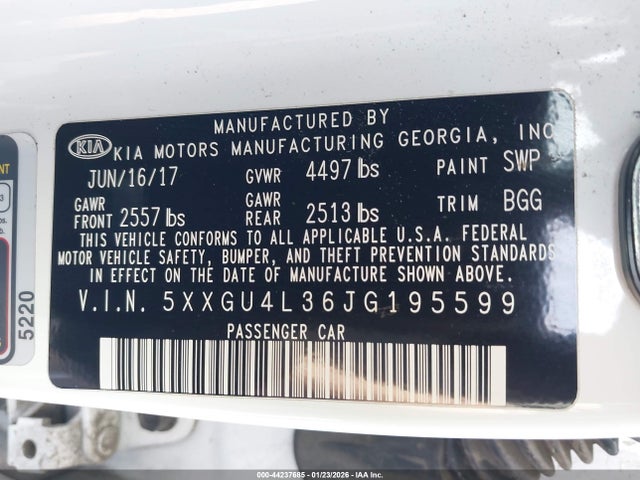 MANUFACTURED BY
KIA KIA MOTORS MANUFACTURING GEORGIA, INC
JUN/16/17 GVWR 4497 lbs PAINT SWP
GAWR FRONT 2557 lbs GAWR REAR 2513 lbs TRIM BGG
THIS VEHICLE CONFORMS TO ALL APPLICABLE U.S.A. FEDERAL
MOTOR VEHICLE SAFETY, BUMPER, AND THEFT PREVENTION STANDARDS
IN EFFECT ON THE DATE OF MANUFACTURE SHOWN ABOVE.
V.I.N. 5XXGU4L36JG195599
PASSENGER CAR
5220
000-44237685 - 01/23/2026 - IAA Corp.